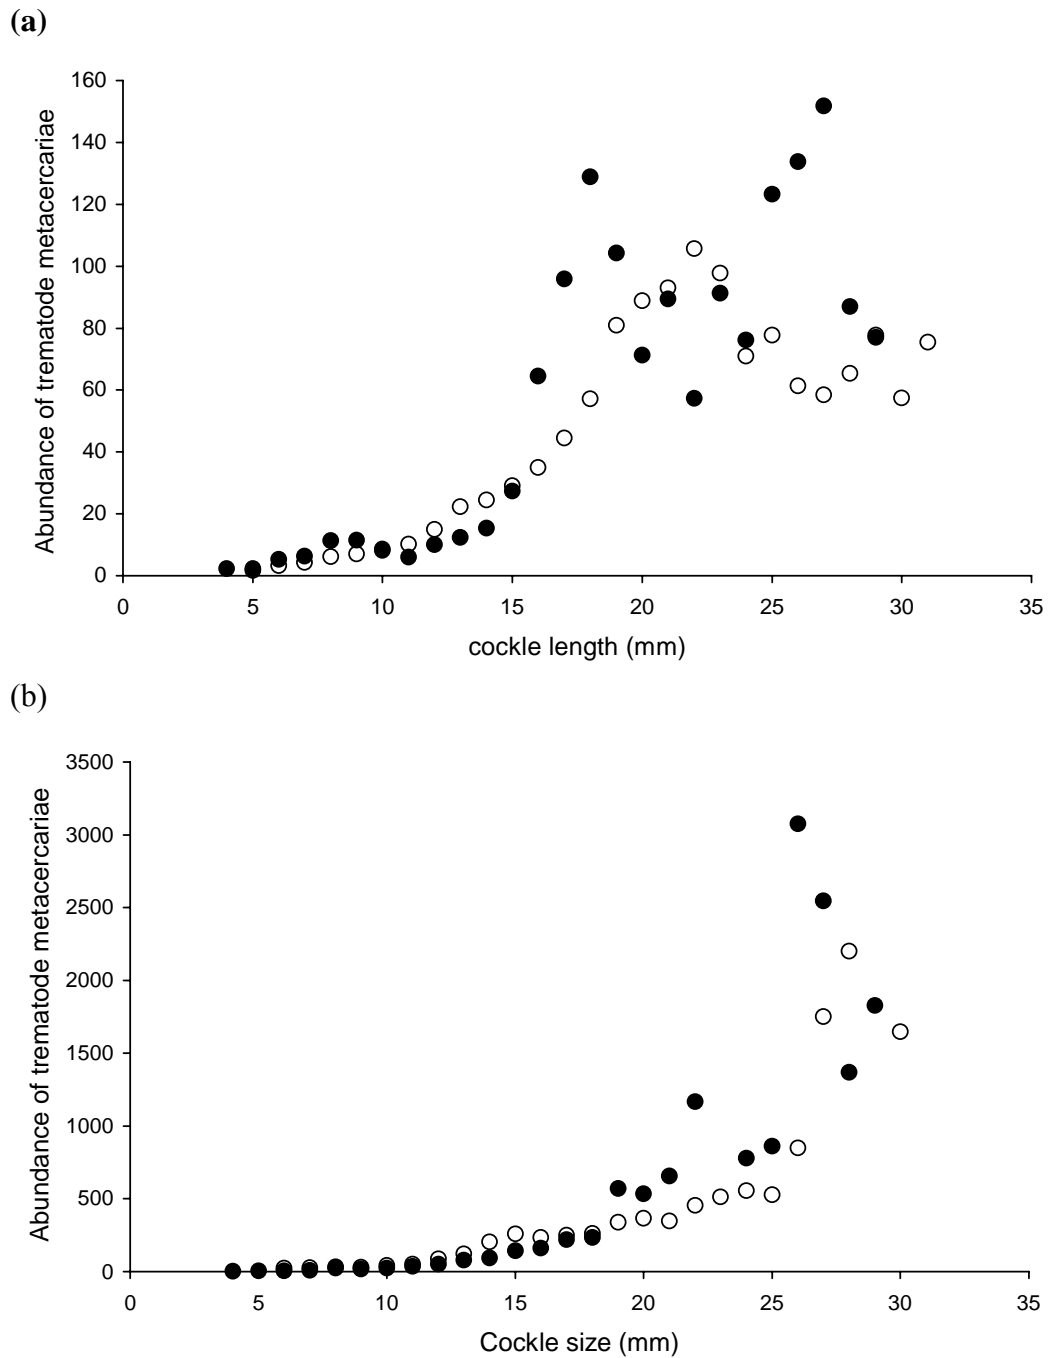 (a)
160
140
120
100
80
60
40
20
0
Abundance of trematode metacercariae
0 5 10 15 20 25 30 35
cockle length (mm)
(b)
3500
3000
2500
2000
1500
1000
500
0
Abundance of trematode metacercariae
0 5 10 15 20 25 30 35
Cockle size (mm)